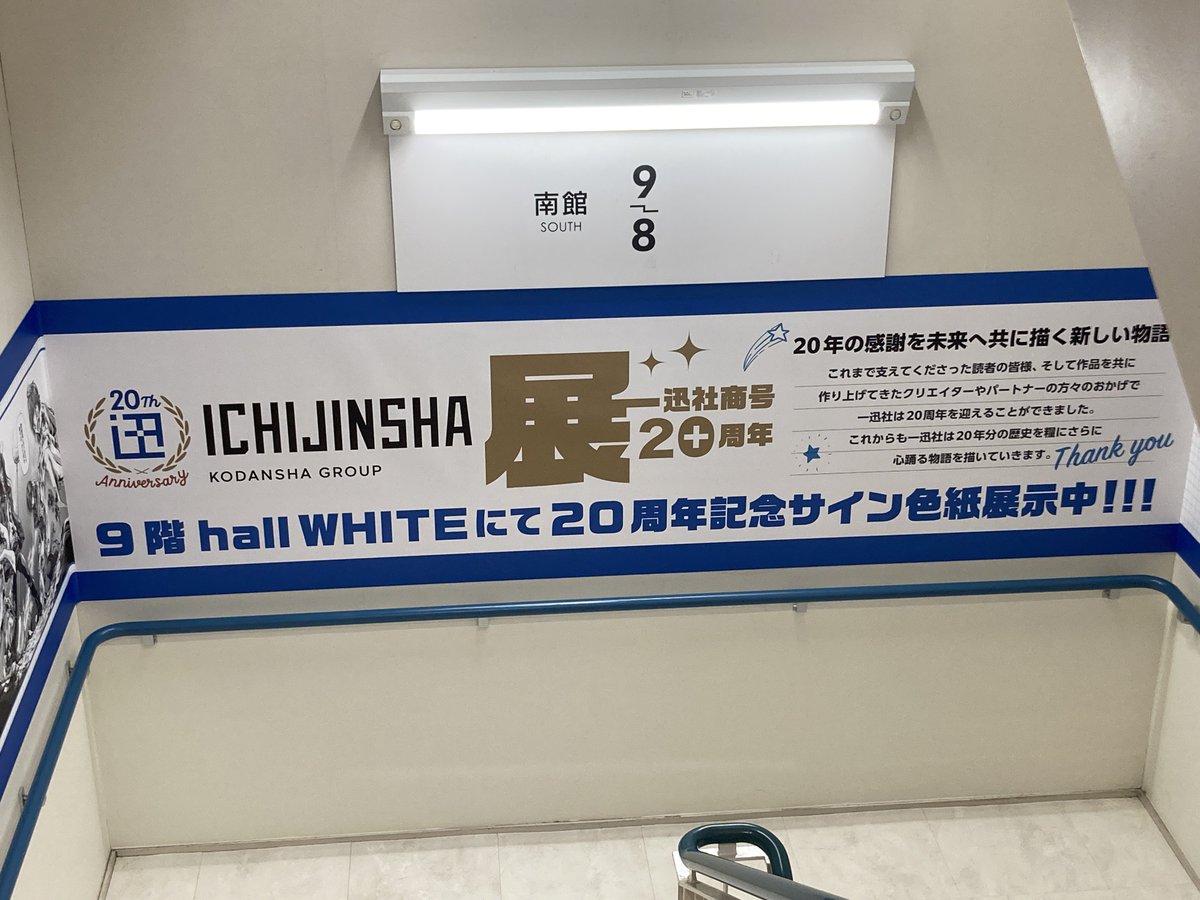 南館
SOUTH
9
8
20Th
迅
Anniversary
ICHIJINSHA
KODANSHA GROUP
展
一迅社商号
20周年
20年の感謝を未来へ共に描く新しい物語
これまで支えてくださった読者の皆様、そして作品を共に
作り上げてきたクリエイターやパートナーの方々のおかげで
一迅社は20周年を迎えることができました。
これからも一迅社は20年分の歴史を糧にさらに
心踊る物語を描いていきます。
Thank you
9階 hall WHITEにて20周年記念サイン色紙展示中!!!